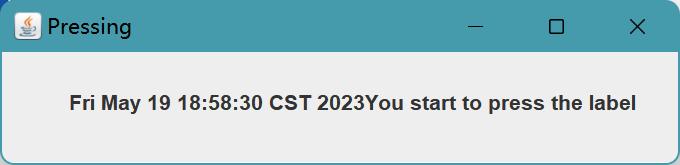 Pressing
Fri May 19 18:58:30 CST 2023You start to press the label